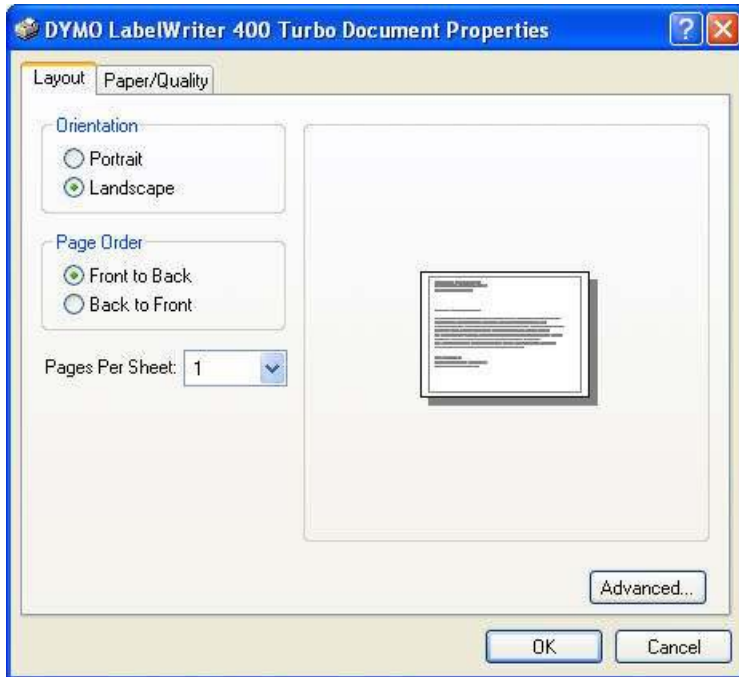 DYMO LabelWriter 400 Turbo Document Properties
Layout
Paper/Quality
Orientation
Portrait
Landscape
Page Order
Front to Back
Back to Front
Pages Per Sheet: 1
Advanced...
OK
Cancel